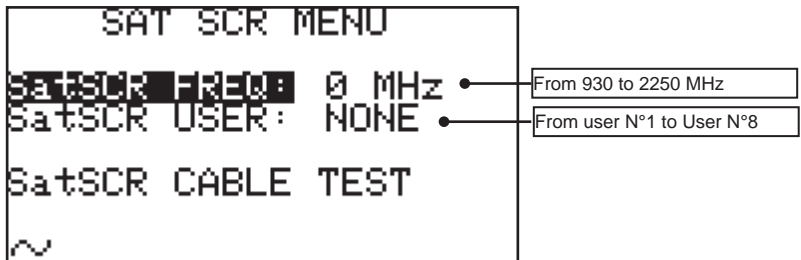 SAT SCR MENU
SatSCR FREQ: 0 MHz
From 930 to 2250 MHz
SatSCR USER: NONE
From user N°1 to User N°8
SatSCR CABLE TEST
~